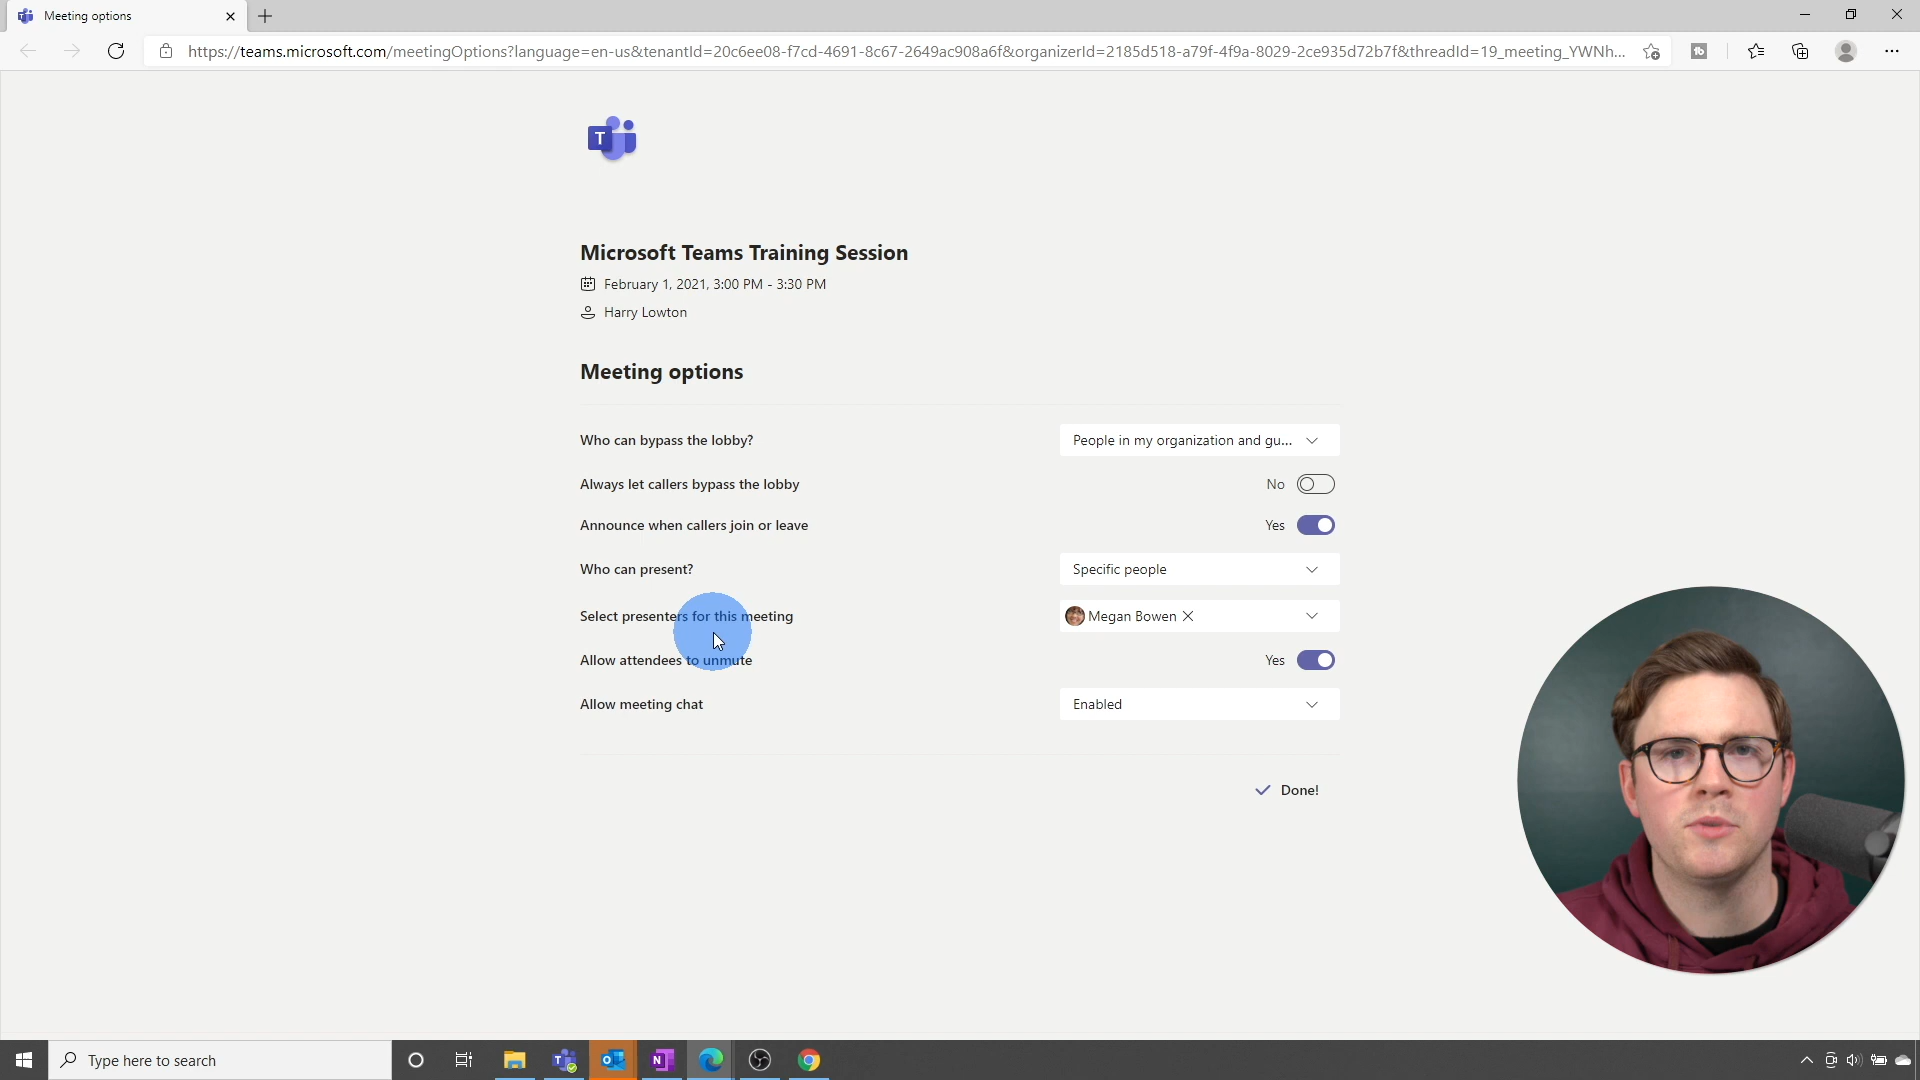 Meeting options
https://teams.microsoft.com/meetingOptions?language=en-us&tenantId=20c6ee08-f7cd-4691-8c67-2649ac908a6f&organizerId=2185d518-a79f-4f9a-8029-2ce935d72b7f&threadId=19_meeting_YWNh...
T
Microsoft Teams Training Session
February 1, 2021, 3:00 PM - 3:30 PM
Harry Lowton
Meeting options
Who can bypass the lobby? People in my organization and gu...
Always let callers bypass the lobby No
Announce when callers join or leave Yes
Who can present? Specific people
Select presenters for this meeting Megan Bowen
Allow attendees to unmute Yes
Allow meeting chat Enabled
Done!
Type here to search